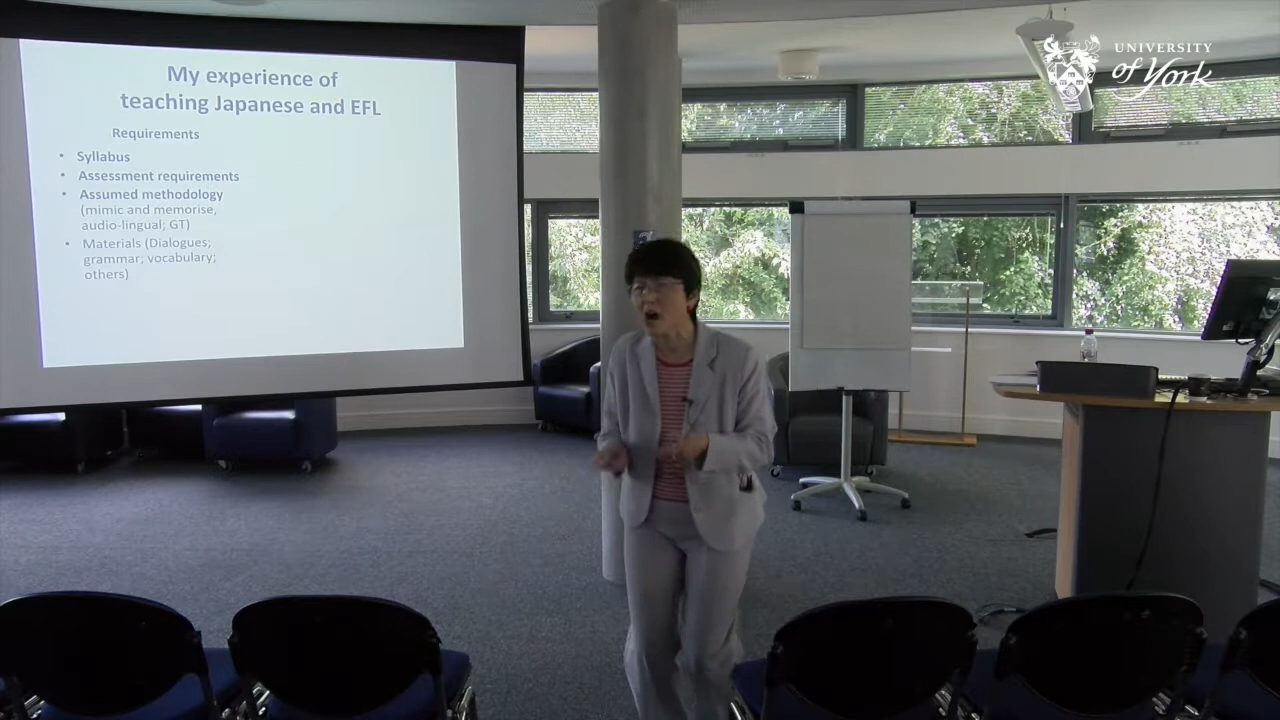 My experience of
teaching Japanese and EFL
Requirements
• Syllabus
• Assessment requirements
• Assumed methodology
(mimic and memorise,
audio-lingual; GT)
• Materials (Dialogues;
grammar; vocabulary;
others)
UNIVERSITY
of York